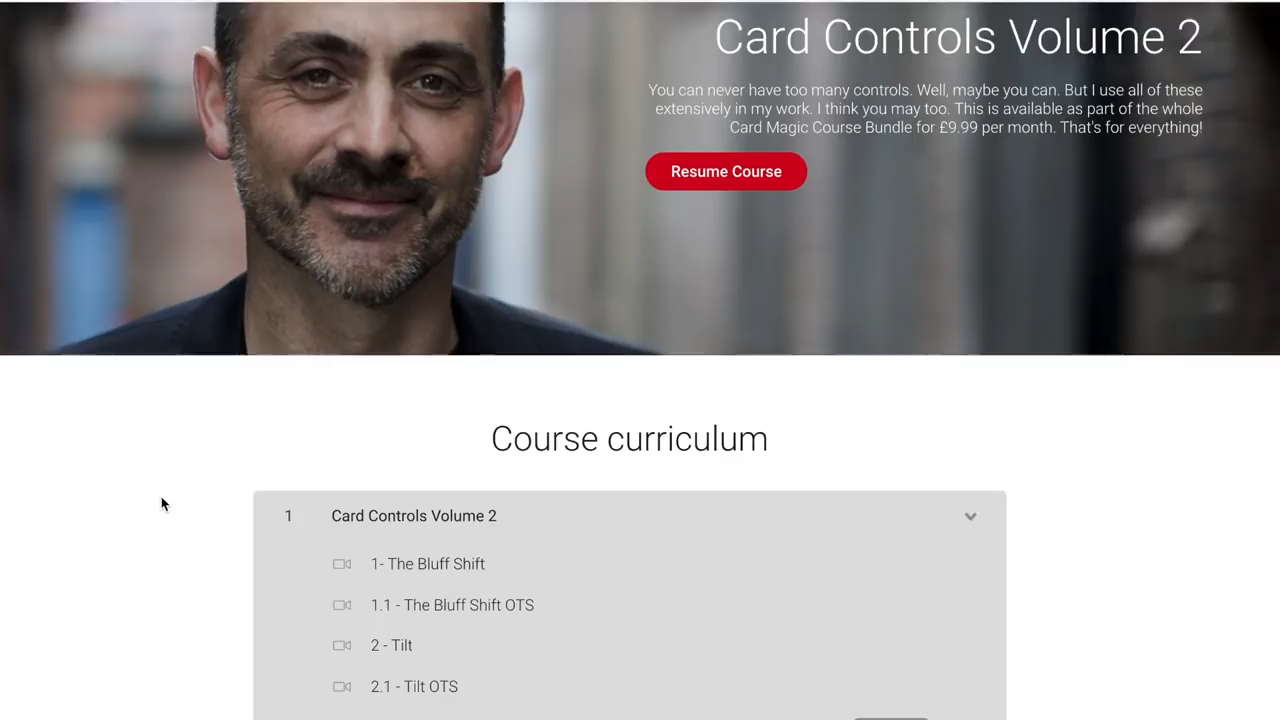 Card Controls Volume 2
You can never have too many controls. Well, maybe you can. But I use all of these
extensively in my work. I think you may too. This is available as part of the whole
Card Magic Course Bundle for £9.99 per month. That's for everything!
Resume Course
Course curriculum
1 Card Controls Volume 2
1- The Bluff Shift
1.1 - The Bluff Shift OTS
2 - Tilt
2.1 - Tilt OTS